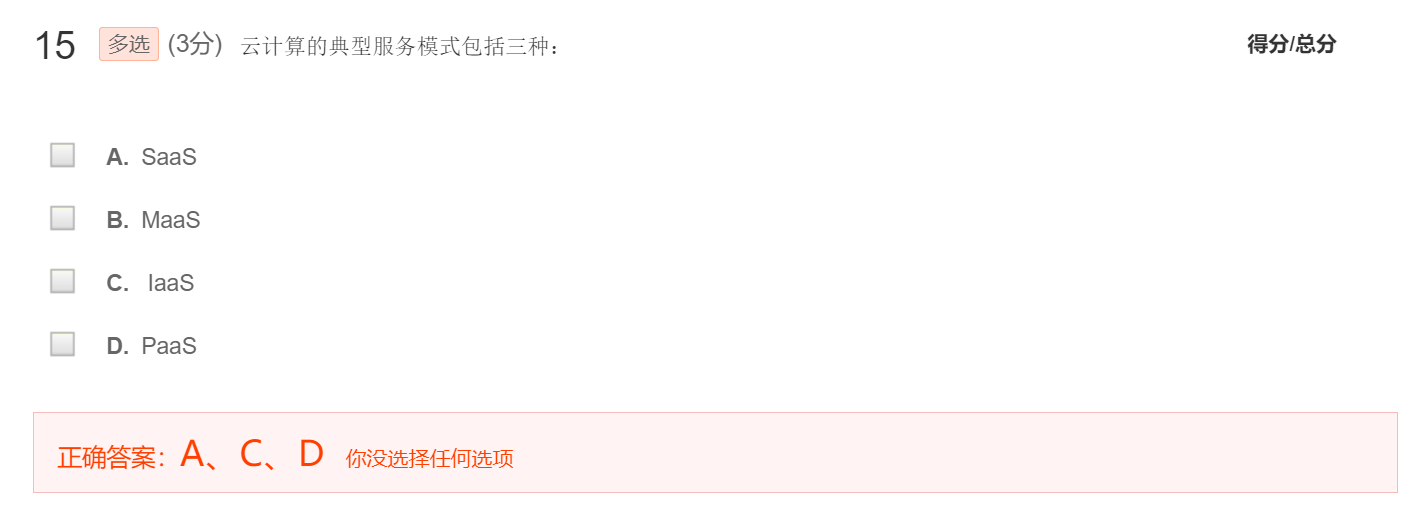 15 多选 (3分) 云计算的典型服务模式包括三种: 得分/总分
A. SaaS
B. MaaS
C. IaaS
D. PaaS
正确答案：A、C、D 你没选择任何选项